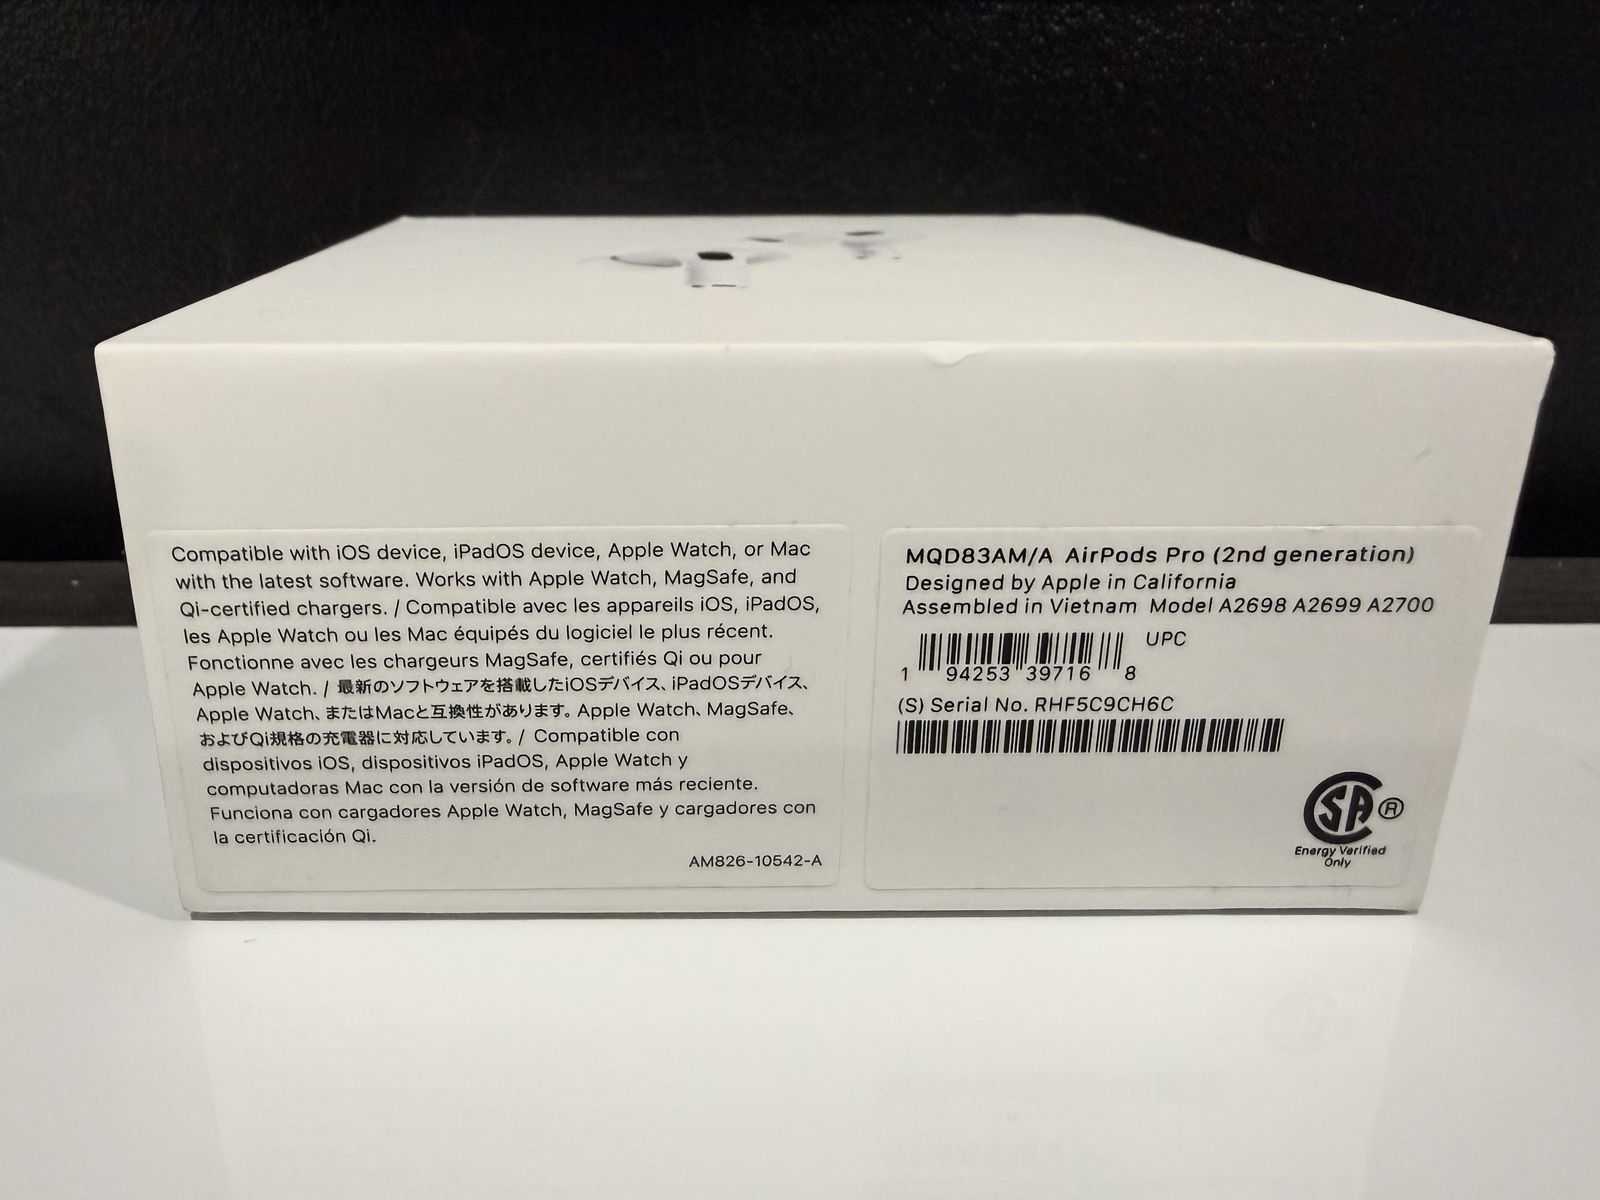 Compatible with iOS device, iPadOS device, Apple Watch, or Mac
with the latest software. Works with Apple Watch, MagSafe, and
Qi-certified chargers. / Compatible avec les appareils iOS, iPadOS,
les Apple Watch ou les Mac équipés du logiciel le plus récent.
Fonctionne avec les chargeurs MagSafe, certifiés Qi ou pour
Apple Watch. / 最新のソフトウェアを搭載したiOSデバイス、iPadOSデバイス、
Apple Watch、またはMacと互換性があります。Apple Watch、MagSafe、
およびQi規格の充電器に対応しています。/ Compatible con
dispositivos iOS, dispositivos iPadOS, Apple Watch y
computadoras Mac con la versión de software más reciente.
Funciona con cargadores Apple Watch, MagSafe y cargadores con
la certificación Qi.
AM826-10542-A
MQD83AM/A AirPods Pro (2nd generation)
Designed by Apple in California
Assembled in Vietnam Model A2698 A2699 A2700
UPC
1 94253 39716 8
(S) Serial No. RHF5C9CH6C
SA ®
Energy Verified
Only